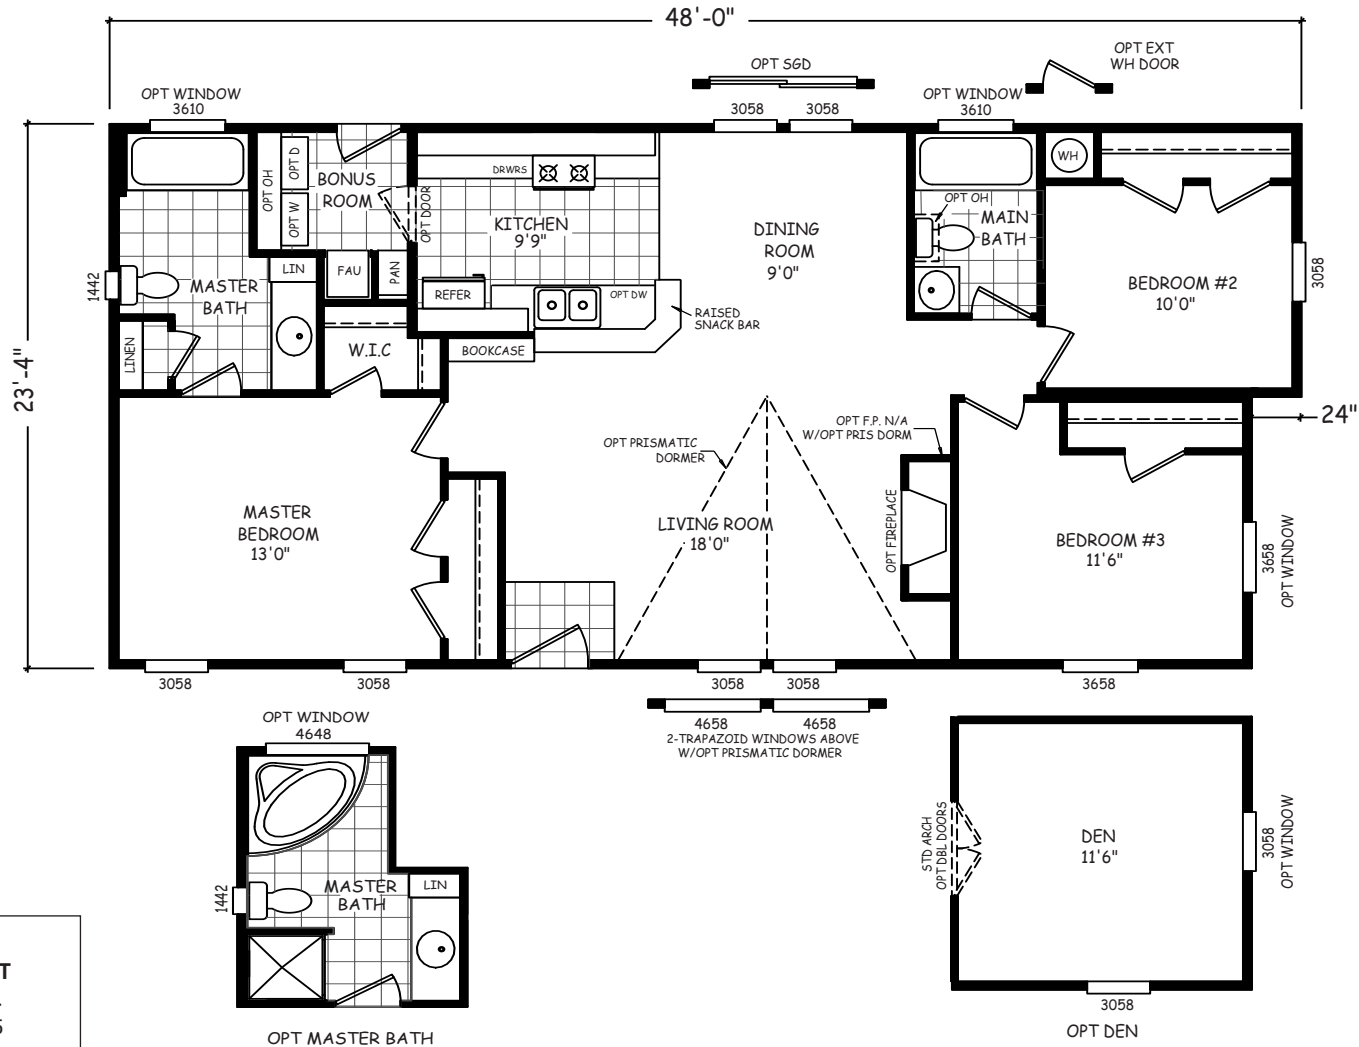 48'-0"
OPT EXT
WH DOOR
OPT SGD
OPT WINDOW
3610
3058
3058
OPT WINDOW
3610
23'-4"
OPT OH
OPT D
OPT W
BONUS
ROOM
OPT DOOR
DRWRS
KITCHEN
9'9"
DINING
ROOM
9'0"
OPT OH
MAIN
BATH
WH
BEDROOM #2
10'0"
3058
1442
MASTER
BATH
LIN
FAU
PAN
REFER
OPT DW
RAISED
SNACK BAR
LINEN
W.I.C
BOOKCASE
24"
OPT PRISMATIC
DORMER
OPT F.P. N/A
W/OPT PRIS DORM
MASTER
BEDROOM
13'0"
LIVING ROOM
18'0"
OPT FIREPLACE
BEDROOM #3
11'6"
3658
OPT WINDOW
3058
3058
3058
3058
3658
4658
4658
2-TRAPAZOID WINDOWS ABOVE
W/OPT PRISMATIC DORMER
OPT WINDOW
4648
1442
MASTER
BATH
LIN
OPT MASTER BATH
STD ARCH
OPT DBL DOORS
DEN
11'6"
3058
OPT WINDOW
3058
OPT DEN
T